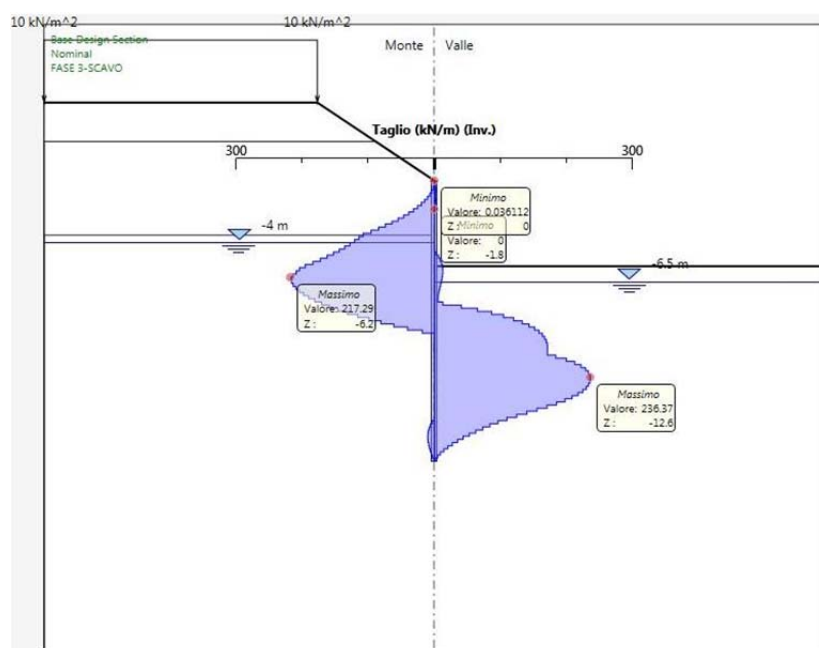 10 kN/m^2
10 kN/m^2
Base Design Section
Nominal
FASE 3-SCAVO
Monte
Valle
Taglio (kN/m) (Inv.)
300
300
Minimo
Valore: 0.036112
Z : 0
Minimo
Valore: 0
Z : -1.8
-4 m
-6.5 m
Massimo
Valore: 217.29
Z : -6.2
Massimo
Valore: 236.37
Z : -12.6